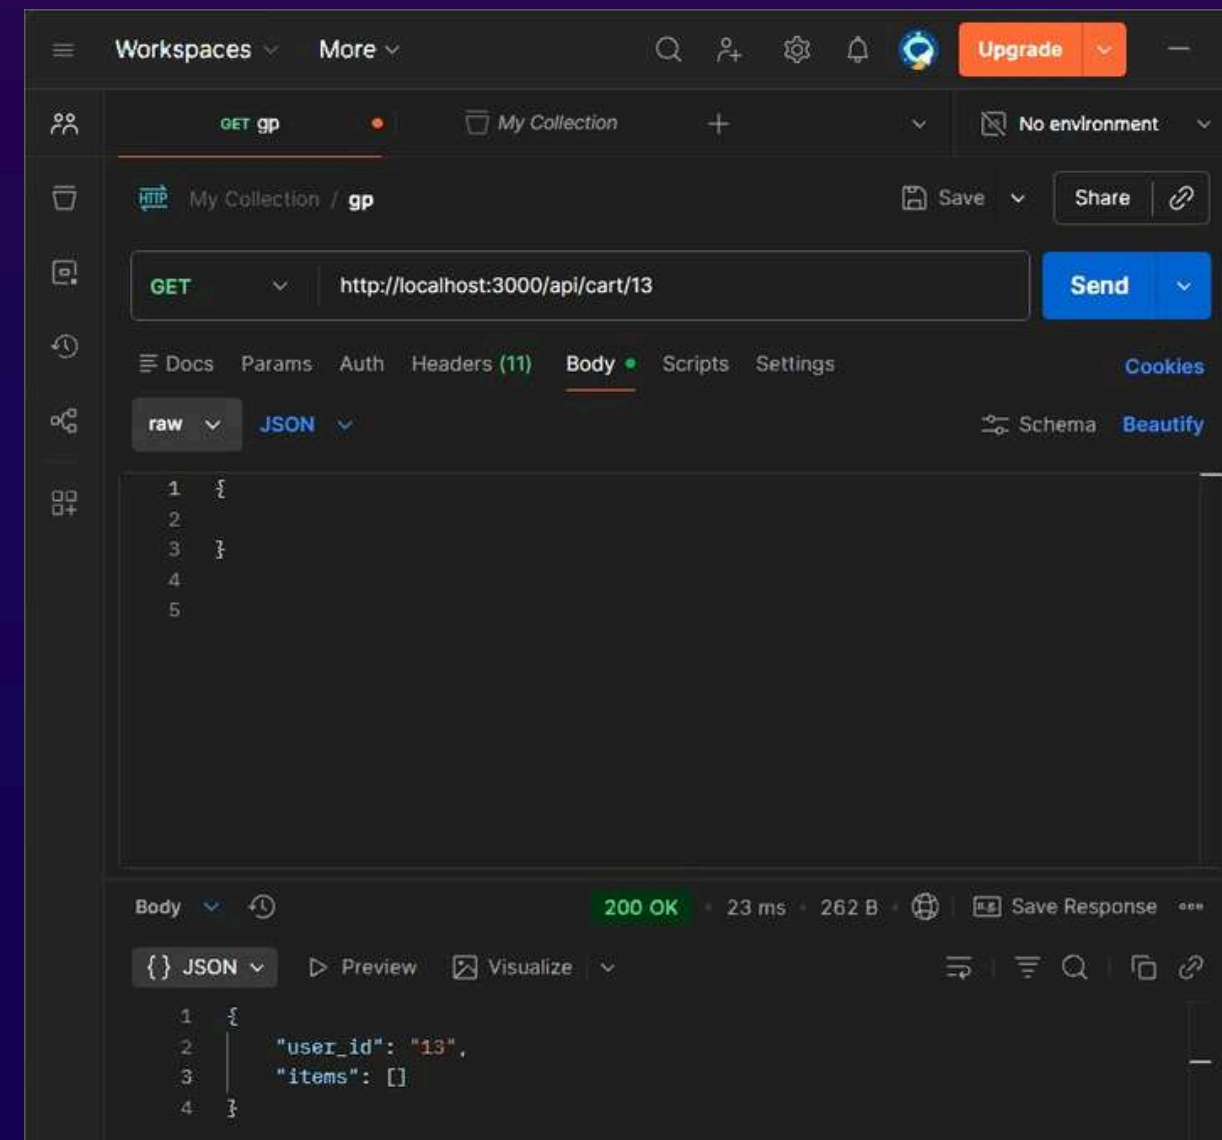 Workspaces More Upgrade
GET gp My Collection No environment
HTTP My Collection / gp Save Share
GET http://localhost:3000/api/cart/13 Send
Docs Params Auth Headers (11) Body Scripts Settings Cookies
raw JSON Schema Beautify
1 {
2
3 }
4
5
Body 200 OK 23 ms 262 B e.g. Save Response
{} JSON Preview Visualize
1 {
2 "user_id": "13",
3 "items": []
4 }